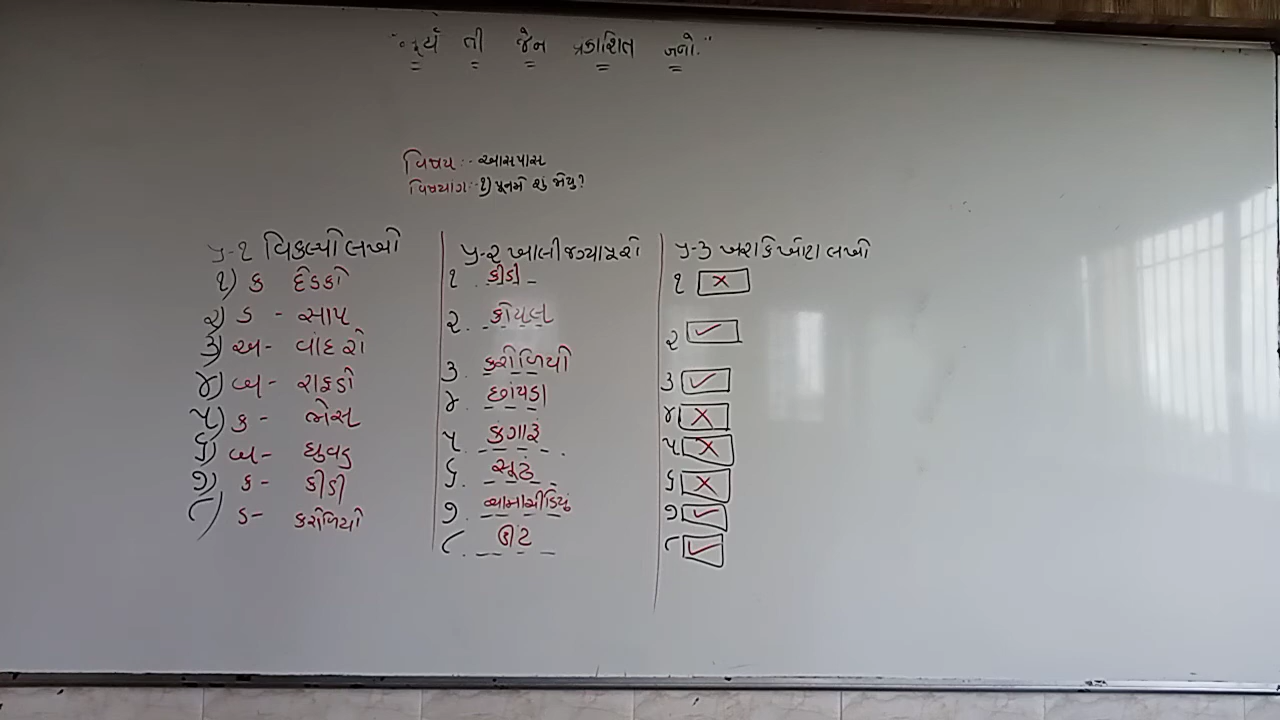 "સૂર્ય ની જેમ પ્રકાશિત બનો."
વિષય:- આસપાસ
વિષયાંગ:- ૧) પૂનમે શું જોયું?
પ્ર-૧ વિકલ્પો લખો
૧) ક દેડકો
૨) ડ - સાપ
૩) અ- વાંદરો
૪) બ- રાફડો
૫) ક - ભેંસ
૬) બ- ઘુવડ
૭) ક- કીડી
૮) ડ- કરોળિયો
પ્ર-૨ ખાલી જગ્યા પૂરો
૧. કીડી
૨. કોયલ
૩. કરોળિયો
૪. છાંયડા
૫. કાંગારું
૬. સૂંઢ
૭. ચામાચીડિયું
૮. ઊંટ
પ્ર-૩ ખરા કે ખોટા લખો
૧ ✗
૨ ✓
૩ ✓
૪ ✗
૫ ✗
૬ ✗
૭ ✓
૮ ✓